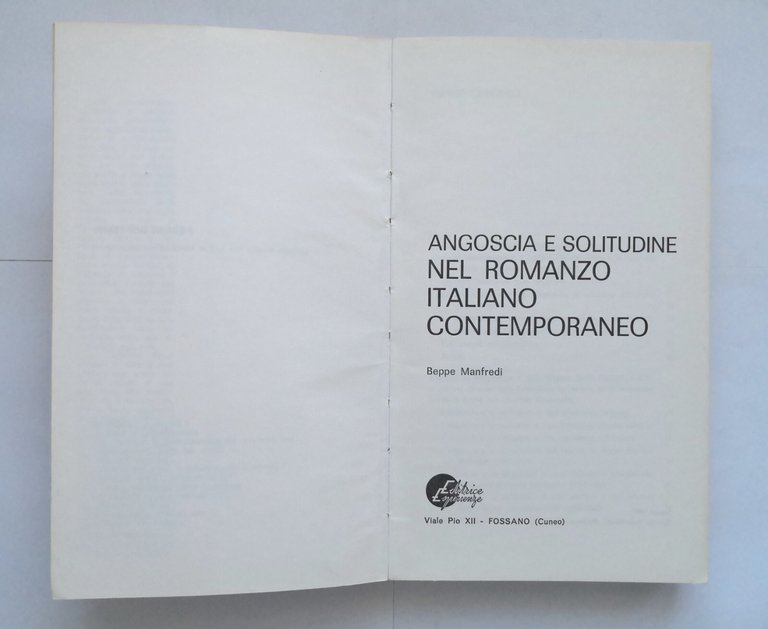 ANGOSCIA E SOLITUDINE
NEL ROMANZO
ITALIANO
CONTEMPORANEO
Beppe Manfredi
Editrice
Esperienze
Viale Pio XII - FOSSANO (Cuneo)